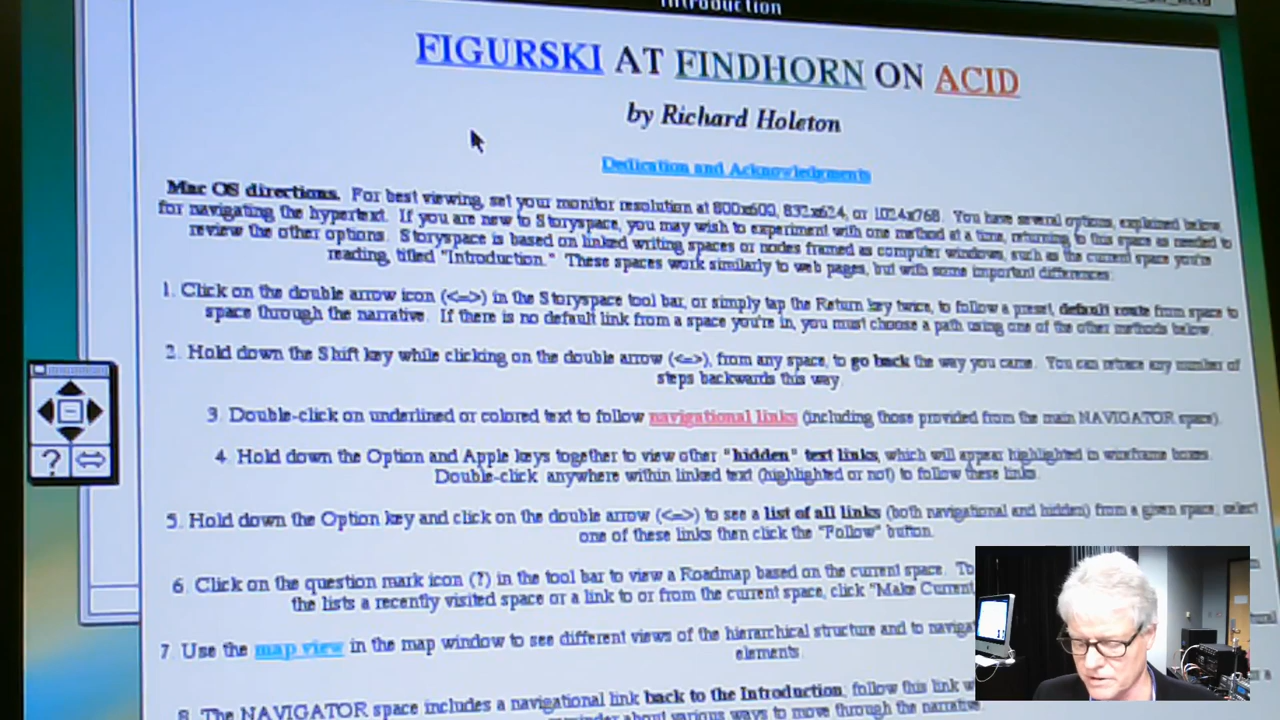 Introduction
FIGURSKI AT FINDHORN ON ACID
by Richard Holeton
Dedication and Acknowledgments
Mac OS directions. For best viewing, set your monitor resolution at 800x600, 832x624, or 1024x768. You have several options, explained below,
for navigating the hypertext. If you are new to Storyspace, you may wish to experiment with one method at a time, returning to this space as needed to
review the other options. Storyspace is based on linked writing spaces or nodes framed as computer windows, such as the current space you're
reading, titled "Introduction." These spaces work similarly to web pages, but with some important differences:
1. Click on the double arrow icon (<=>) in the Storyspace tool bar, or simply tap the Return key twice, to follow a preset, default route from space to
space through the narrative. If there is no default link from a space you're in, you must choose a path using one of the other methods below.
2. Hold down the Shift key while clicking on the double arrow (<=>), from any space, to go back the way you came. You can retrace any number of
steps backwards this way.
3. Double-click on underlined or colored text to follow navigational links (including those provided from the main NAVIGATOR space).
4. Hold down the Option and Apple keys together to view other "hidden" text links, which will appear highlighted in wireframe boxes.
Double-click anywhere within linked text (highlighted or not) to follow these links.
5. Hold down the Option key and click on the double arrow (<=>) to see a list of all links (both navigational and hidden) from a given space, select
one of these links then click the "Follow" button.
?
6. Click on the question mark icon (?) in the tool bar to view a Roadmap based on the current space. To
the lists a recently visited space or a link to or from the current space, click "Make Current
7. Use the map view in the map window to see different views of the hierarchical structure and to naviga
elements.
8. The NAVIGATOR space includes a navigational link back to the Introduction; follow this link w
reminder about various ways to move through the narrative.